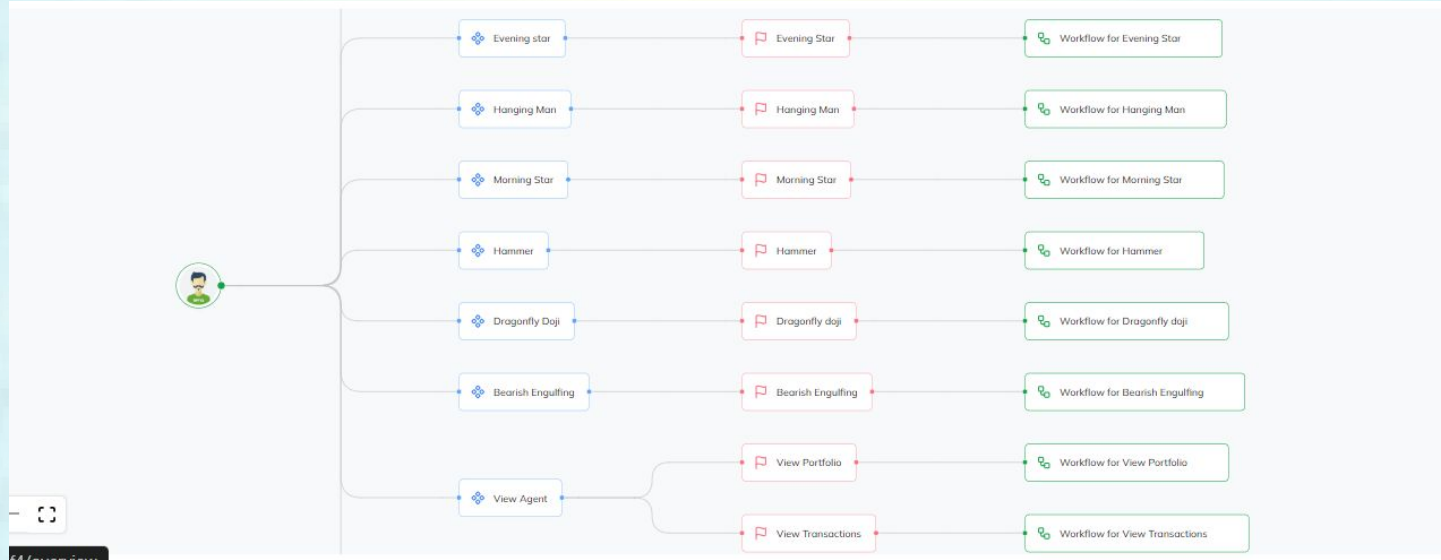 Evening star
Evening Star
Workflow for Evening Star
Hanging Man
Hanging Man
Workflow for Hanging Man
Morning Star
Morning Star
Workflow for Morning Star
Hammer
Hammer
Workflow for Hammer
Dragonfly Doji
Dragonfly doji
Workflow for Dragonfly doji
Bearish Engulfing
Bearish Engulfing
Workflow for Bearish Engulfing
View Portfolio
Workflow for View Portfolio
View Agent
View Transactions
Workflow for View Transactions